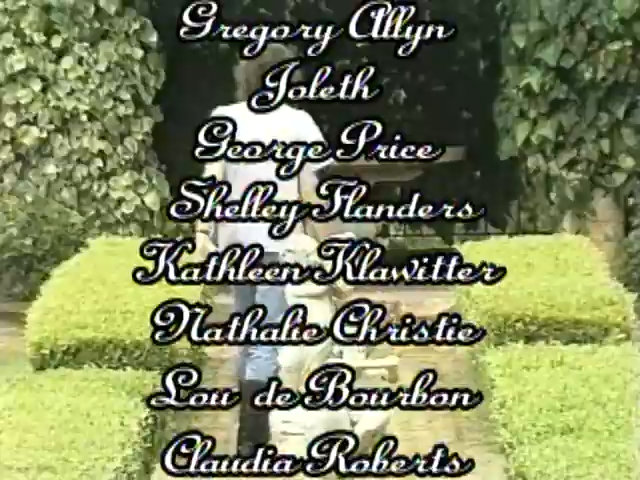 Gregory Allyn
Joleth
George Price
Shelley Flanders
Kathleen Klawitter
Nathalie Christie
Lou de Bourbon
Claudia Roberts